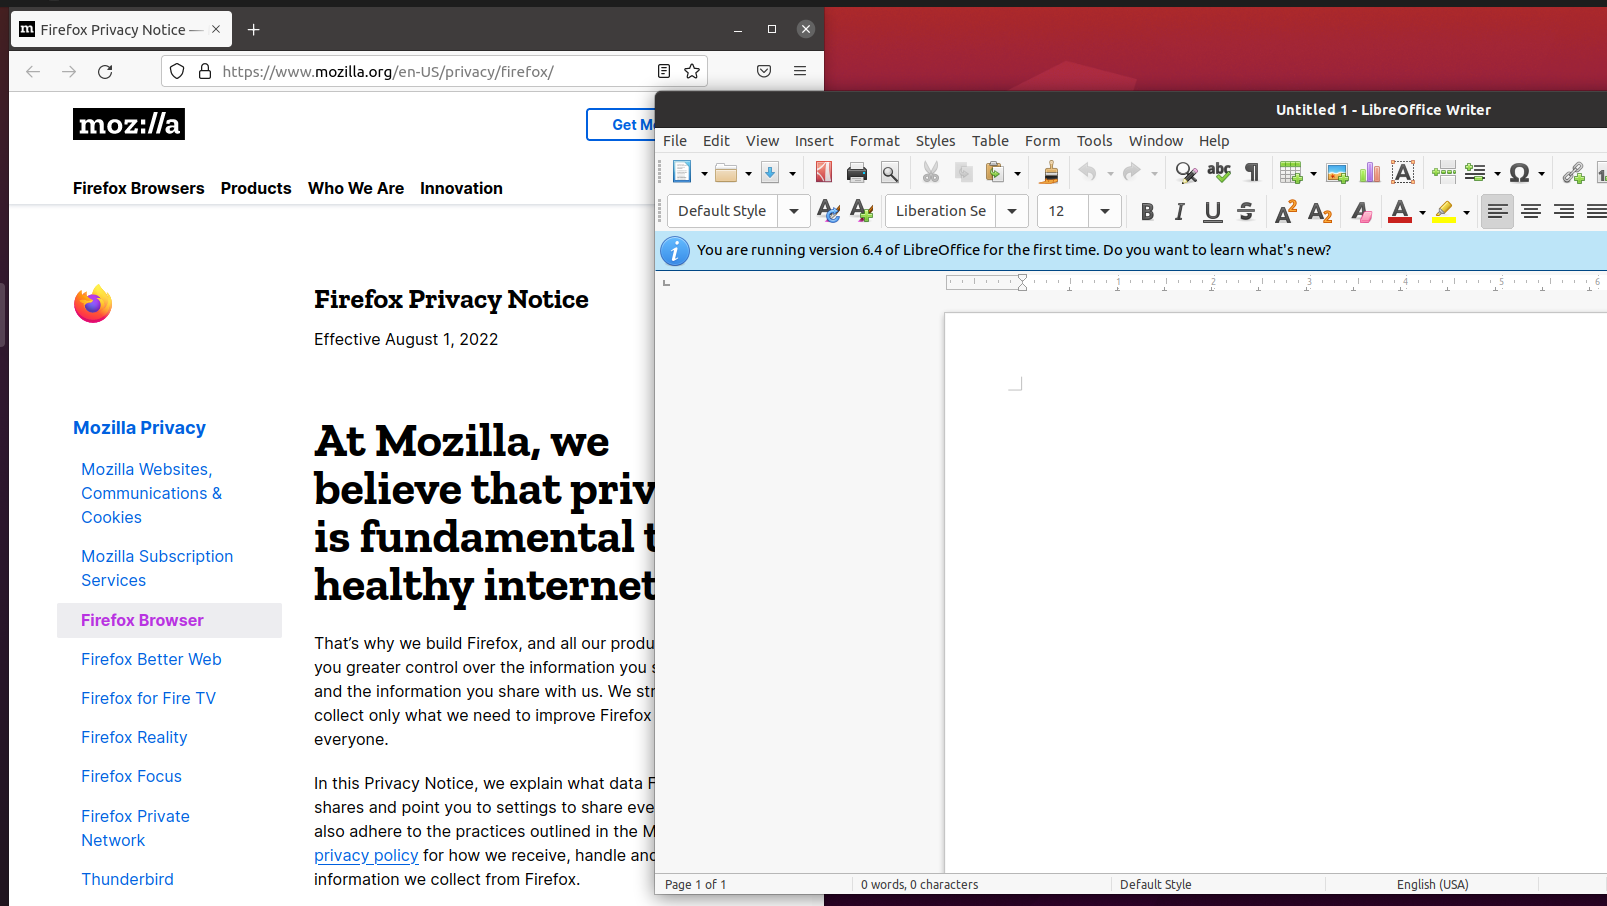 Firefox Privacy Notice —
https://www.mozilla.org/en-US/privacy/firefox/
moz://a
Firefox Browsers Products Who We Are Innovation
Firefox Privacy Notice
Effective August 1, 2022
Mozilla Privacy
Mozilla Websites,
Communications &
Cookies
Mozilla Subscription
Services
Firefox Browser
Firefox Better Web
Firefox for Fire TV
Firefox Reality
Firefox Focus
Firefox Private
Network
Thunderbird
At Mozilla, we
believe that priv
is fundamental t
healthy internet
That’s why we build Firefox, and all our produ
you greater control over the information you s
and the information you share with us. We str
collect only what we need to improve Firefox
everyone.
In this Privacy Notice, we explain what data F
shares and point you to settings to share eve
also adhere to the practices outlined in the M
privacy policy for how we receive, handle and
information we collect from Firefox.
Get M
Untitled 1 - LibreOffice Writer
File Edit View Insert Format Styles Table Form Tools Window Help
Default Style Liberation Se 12
You are running version 6.4 of LibreOffice for the first time. Do you want to learn what's new?
1 2 3 4 5 6
Page 1 of 1 0 words, 0 characters Default Style English (USA)